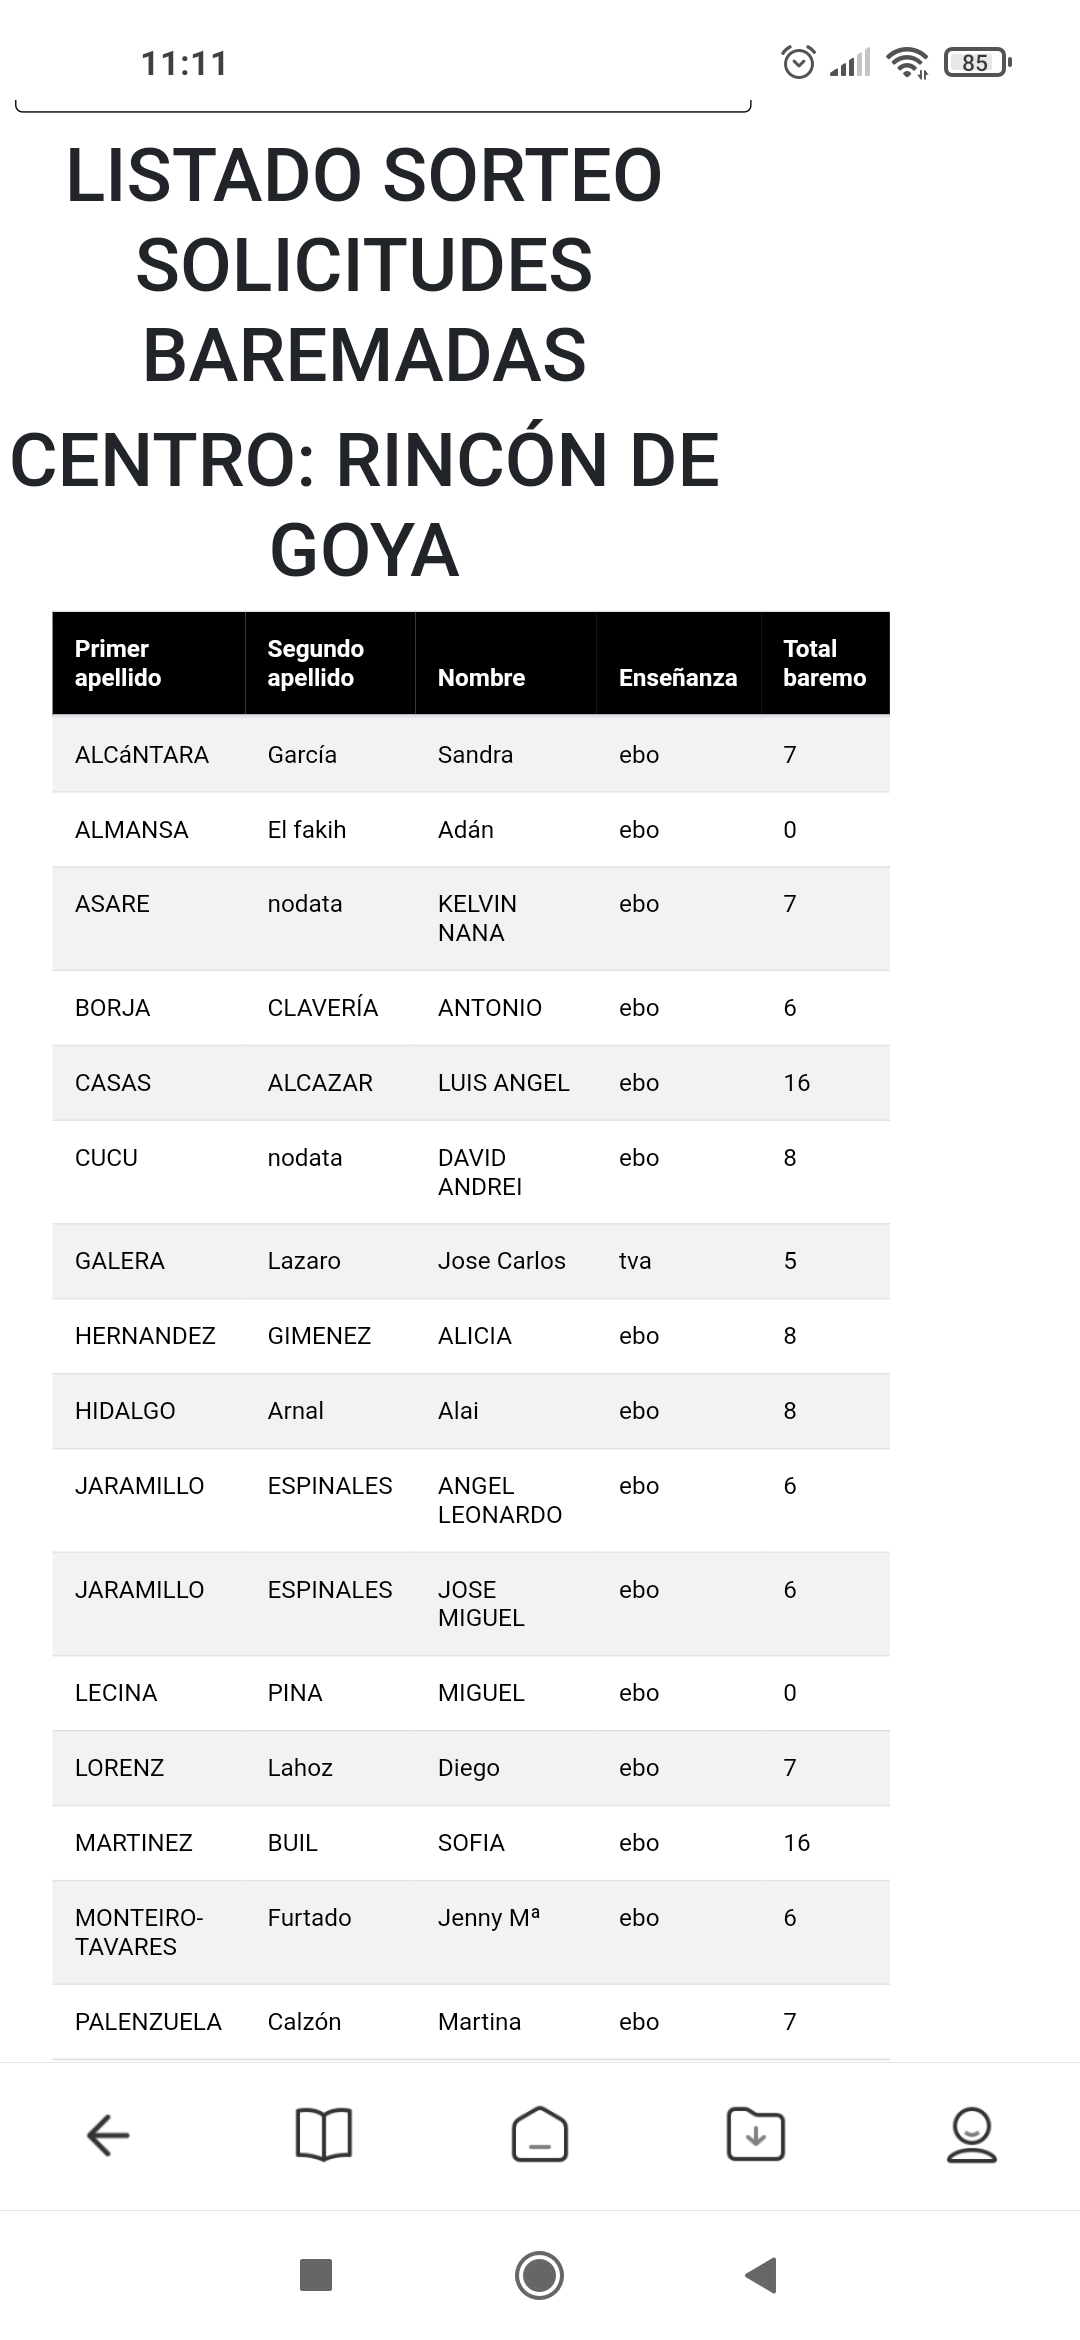 11:11
85
LISTADO SORTEO
SOLICITUDES
BAREMADAS
CENTRO: RINCÓN DE
GOYA
Primer apellido Segundo apellido Nombre Enseñanza Total baremo
ALCáNTARA García Sandra ebo 7
ALMANSA El fakih Adán ebo 0
ASARE nodata KELVIN NANA ebo 7
BORJA CLAVERÍA ANTONIO ebo 6
CASAS ALCAZAR LUIS ANGEL ebo 16
CUCU nodata DAVID ANDREI ebo 8
GALERA Lazaro Jose Carlos tva 5
HERNANDEZ GIMENEZ ALICIA ebo 8
HIDALGO Arnal Alai ebo 8
JARAMILLO ESPINALES ANGEL LEONARDO ebo 6
JARAMILLO ESPINALES JOSE MIGUEL ebo 6
LECINA PINA MIGUEL ebo 0
LORENZ Lahoz Diego ebo 7
MARTINEZ BUIL SOFIA ebo 16
MONTEIRO-TAVARES Furtado Jenny Mª ebo 6
PALENZUELA Calzón Martina ebo 7